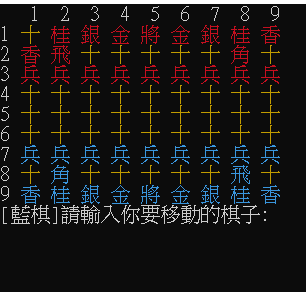 1 2 3 4 5 6 7 8 9
1 十 桂 銀 金 將 金 銀 桂 香
2 香 飛 十 十 十 十 十 角 十
3 兵 兵 兵 兵 兵 兵 兵 兵 兵
4 十 十 十 十 十 十 十 十 十
5 十 十 十 十 十 十 十 十 十
6 十 十 十 十 十 十 十 十 十
7 兵 兵 兵 兵 兵 兵 兵 兵 兵
8 十 角 十 十 十 十 十 飛 十
9 香 桂 銀 金 將 金 銀 桂 香
[藍棋]請輸入你要移動的棋子: